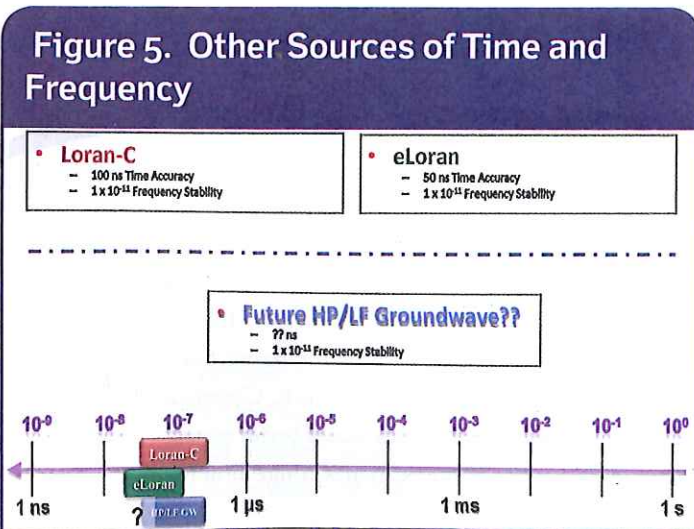 Figure 5. Other Sources of Time and
Frequency
• Loran-C
– 100 ns Time Accuracy
– 1 x 10⁻¹¹ Frequency Stability
• eLoran
– 50 ns Time Accuracy
– 1 x 10⁻¹¹ Frequency Stability
• Future HP/LF Groundwave??
– ?? ns
– 1 x 10⁻¹¹ Frequency Stability
10⁻⁹ 10⁻⁸ 10⁻⁷ 10⁻⁶ 10⁻⁵ 10⁻⁴ 10⁻³ 10⁻² 10⁻¹ 10⁰
Loran-C
eLoran
? HP/LF GW
1 ns 1 µs 1 ms 1 s